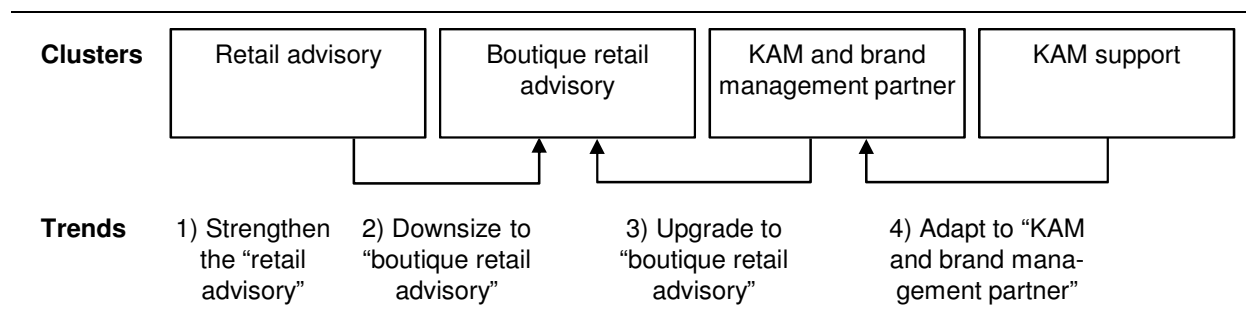 Clusters
Retail advisory
Boutique retail
advisory
KAM and brand
management partner
KAM support
Trends
1) Strengthen
the “retail
advisory”
2) Downsize to
“boutique retail
advisory”
3) Upgrade to
“boutique retail
advisory”
4) Adapt to “KAM
and brand mana-
gement partner”